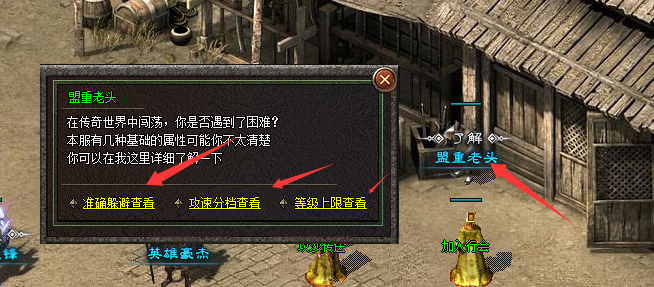 盟重老头
在传奇世界中闯荡，你是否遇到了困难？
本服有几种基础的属性可能你不太清楚
你可以在我这里详细了解一下
准确躲避查看
攻速分档查看
等级上限查看
了解
盟重老头
加入行会
英雄豪杰
锋